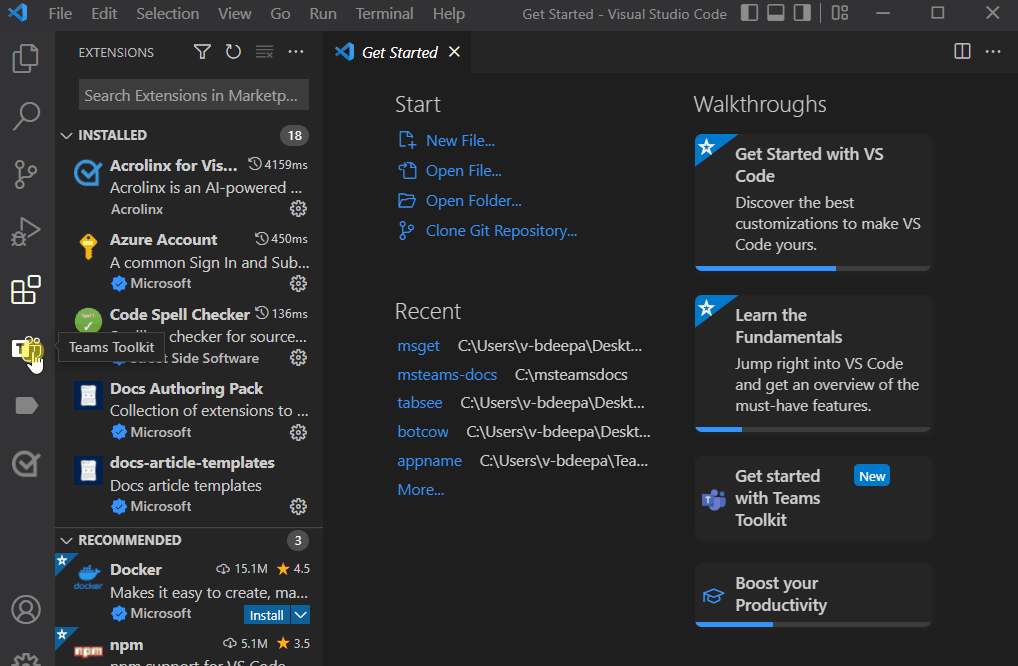 File Edit Selection View Go Run Terminal Help
Get Started - Visual Studio Code
EXTENSIONS
Search Extensions in Marketp...
INSTALLED 18
Acrolinx for Vis... 4159ms
Acrolinx is an AI-powered ...
Acrolinx
Azure Account 450ms
A common Sign In and Sub...
Microsoft
Code Spell Checker 136ms
checker for source...
Teams Toolkit
Side Software
Docs Authoring Pack
Collection of extensions to ...
Microsoft
docs-article-templates
Docs article templates
Microsoft
RECOMMENDED 3
docker
Docker 15.1M 4.5
Makes it easy to create, ma...
Microsoft
Install
npm
npm 5.1M 3.5
npm support for VS Code
Get Started
Start
New File...
Open File...
Open Folder...
Clone Git Repository...
Recent
msget C:\Users\v-bdeepa\Deskt...
msteams-docs C:\msteamsdocs
tabsee C:\Users\v-bdeepa\Deskt...
botcow C:\Users\v-bdeepa\Deskt...
appname C:\Users\v-bdeepa\Tea...
More...
Walkthroughs
Get Started with VS
Code
Discover the best
customizations to make VS
Code yours.
Learn the
Fundamentals
Jump right into VS Code
and get an overview of the
must-have features.
Get started
with Teams
Toolkit
New
Boost your
Productivity